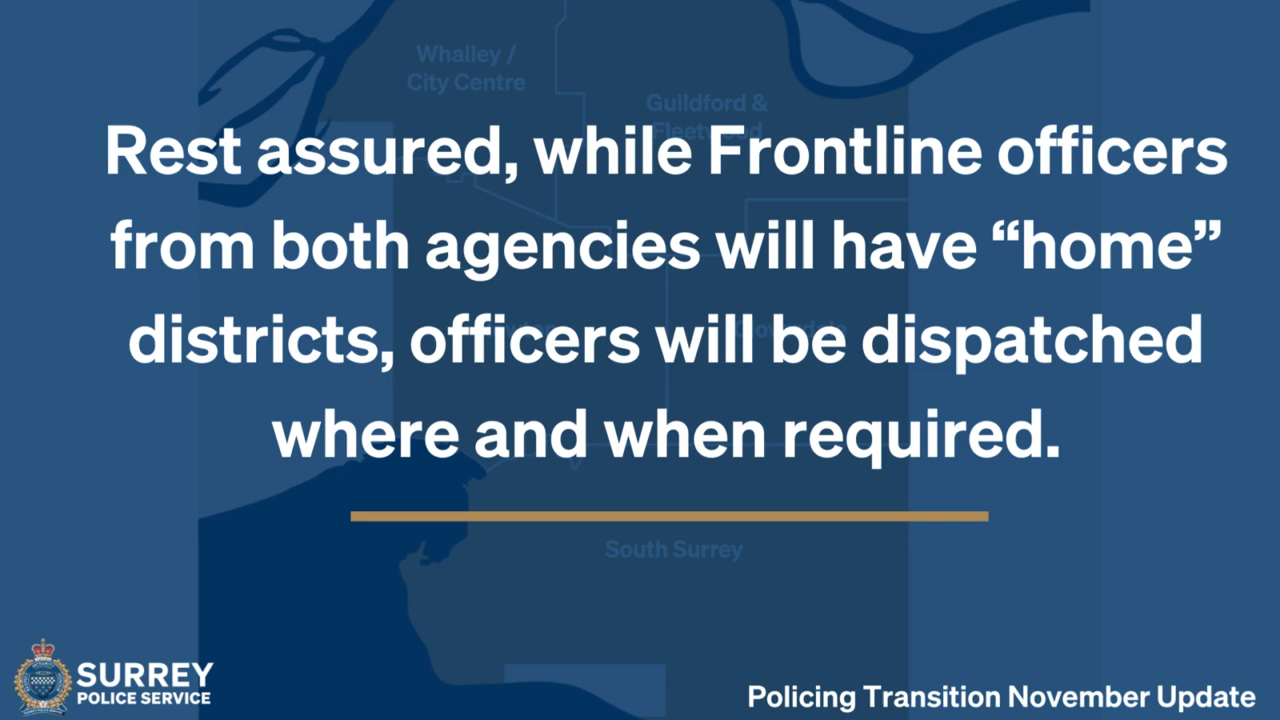 Whalley /
City Centre
Guildford &
Fleetwood
Rest assured, while Frontline officers
from both agencies will have “home”
districts, officers will be dispatched
where and when required.
South Surrey
SURREY
POLICE SERVICE
Policing Transition November Update